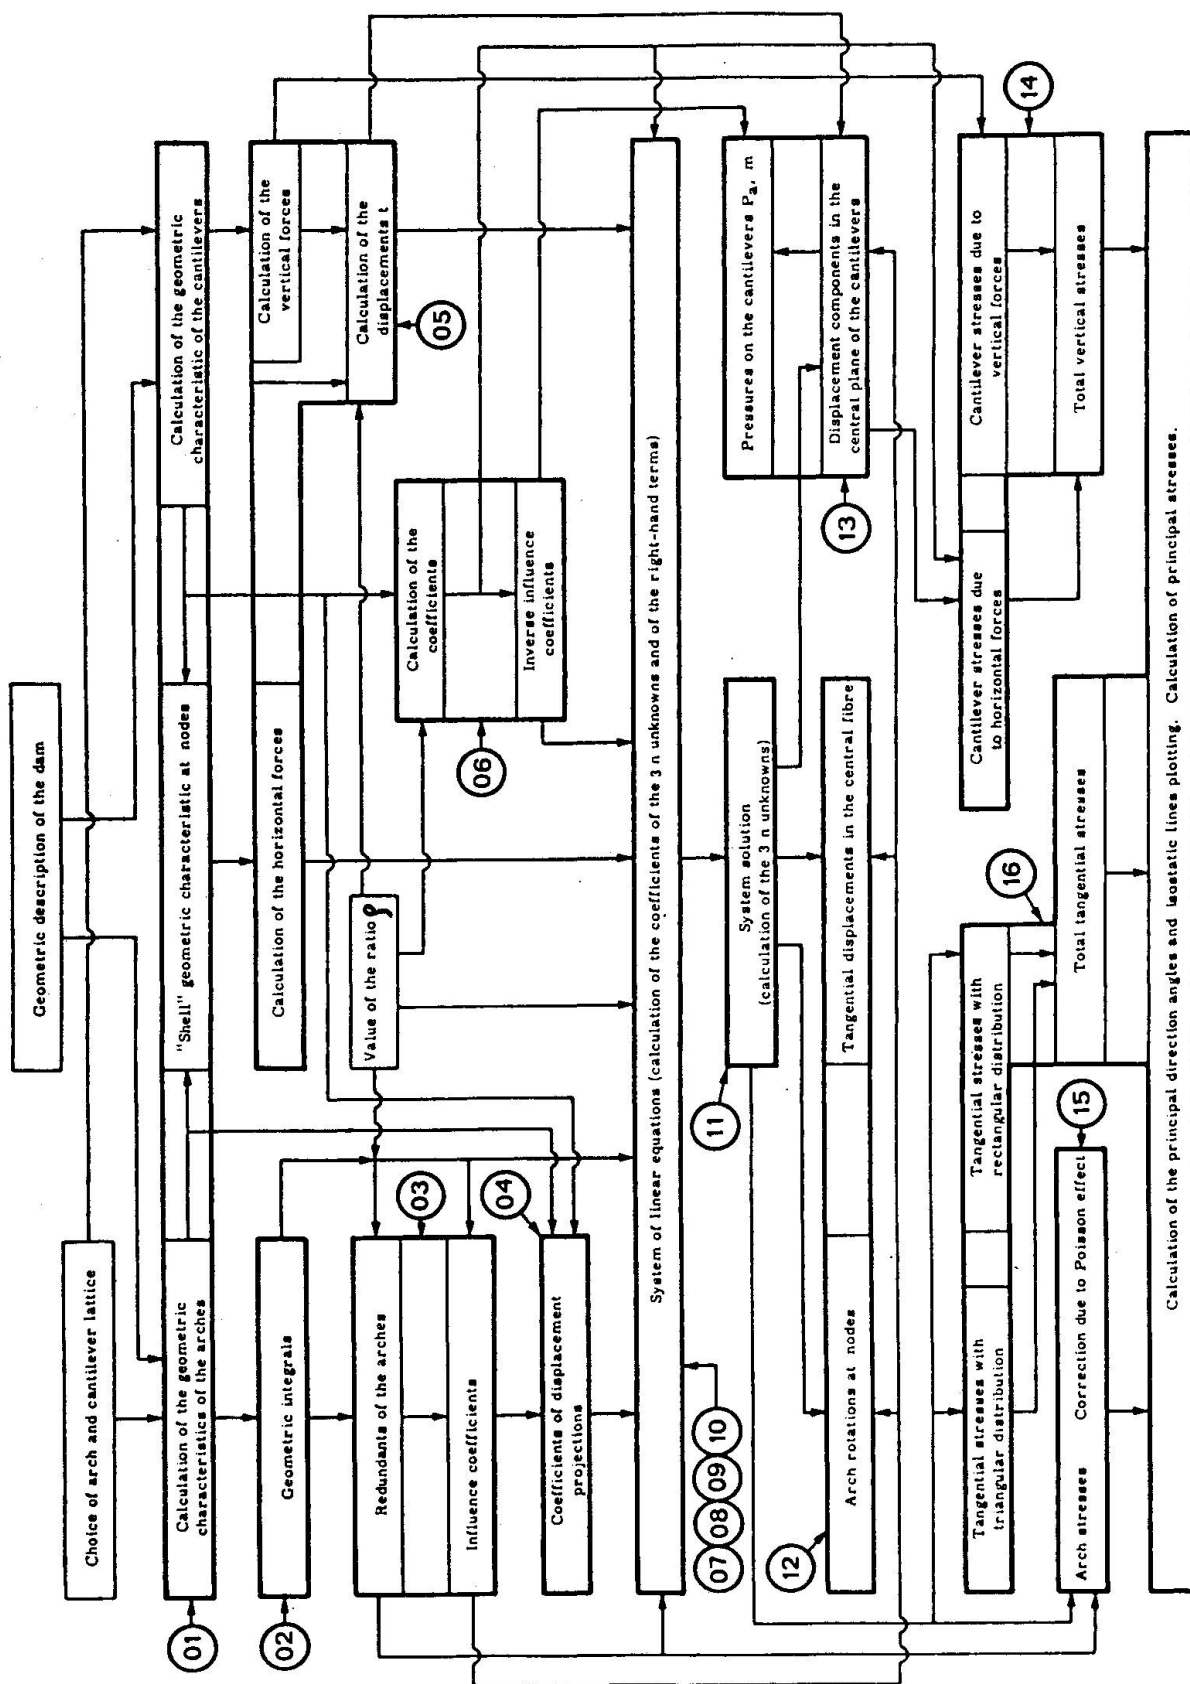 Geometric description of the dam
Choice of arch and cantilever lattice
Calculation of the geometric
characteristics of the arches
"Shell" geometric characteristic at nodes
Calculation of the geometric
characteristic of the cantilevers
01
Geometric integrals
02
Calculation of the horizontal forces
Calculation of the
vertical forces
Calculation of the
displacements t
05
Redundants of the arches
03
Influence coefficients
Value of the ratio ρ
Calculation of the
coefficients
Inverse influence
coefficients
06
04
Coefficients of displacement
projections
System of linear equations (calculation of the coefficients of the 3 n unknowns and of the right-hand terms)
07 08 09 10
11
System solution
(calculation of the 3 n unknowns)
Pressures on the cantilevers Pa, m
Displacement components in the
central plane of the cantilevers
13
12
Arch rotations at nodes
Tangential displacements in the central fibre
Tangential stresses with
triangular distribution
Tangential stresses with
rectangular distribution
16
Cantilever stresses due
to horizontal forces
Cantilever stresses due to
vertical forces
14
Arch stresses Correction due to Poisson effect
15
Total tangential stresses
Total vertical stresses
Calculation of the principal direction angles and isostatic lines plotting. Calculation of principal stresses.